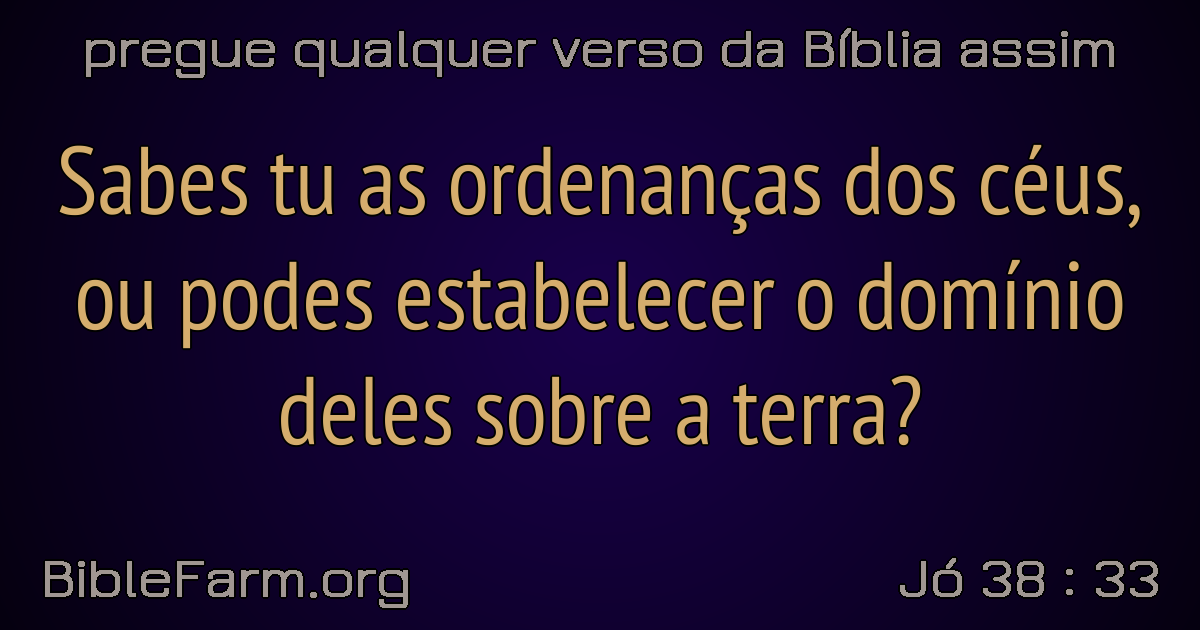 pregue qualquer verso da Bíblia assim
Sabes tu as ordenanças dos céus,
ou podes estabelecer o domínio
deles sobre a terra?
BibleFarm.org
Jó 38 : 33